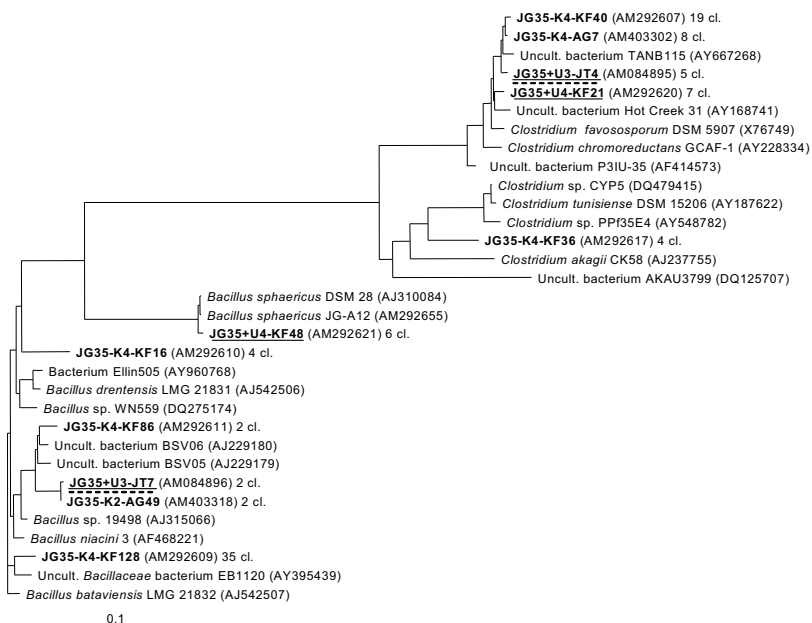 JG35-K4-KF40 (AM292607) 19 cl.
JG35-K4-AG7 (AM403302) 8 cl.
Uncult. bacterium TANB115 (AY667268)
JG35+U3-JT4 (AM084895) 5 cl.
JG35+U4-KF21 (AM292620) 7 cl.
Uncult. bacterium Hot Creek 31 (AY168741)
Clostridium favososporum DSM 5907 (X76749)
Clostridium chromoreductans GCAF-1 (AY228334)
Uncult. bacterium P3IU-35 (AF414573)
Clostridium sp. CYP5 (DQ479415)
Clostridium tunisiense DSM 15206 (AY187622)
Clostridium sp. PPf35E4 (AY548782)
JG35-K4-KF36 (AM292617) 4 cl.
Clostridium akagii CK58 (AJ237755)
Uncult. bacterium AKAU3799 (DQ125707)
Bacillus sphaericus DSM 28 (AJ310084)
Bacillus sphaericus JG-A12 (AM292655)
JG35+U4-KF48 (AM292621) 6 cl.
JG35-K4-KF16 (AM292610) 4 cl.
Bacterium Ellin505 (AY960768)
Bacillus drentensis LMG 21831 (AJ542506)
Bacillus sp. WN559 (DQ275174)
JG35-K4-KF86 (AM292611) 2 cl.
Uncult. bacterium BSV06 (AJ229180)
Uncult. bacterium BSV05 (AJ229179)
JG35+U3-JT7 (AM084896) 2 cl.
JG35-K2-AG49 (AM403318) 2 cl.
Bacillus sp. 19498 (AJ315066)
Bacillus niacini 3 (AF468221)
JG35-K4-KF128 (AM292609) 35 cl.
Uncult. Bacillaceae bacterium EB1120 (AY395439)
Bacillus bataviensis LMG 21832 (AJ542507)
0.1